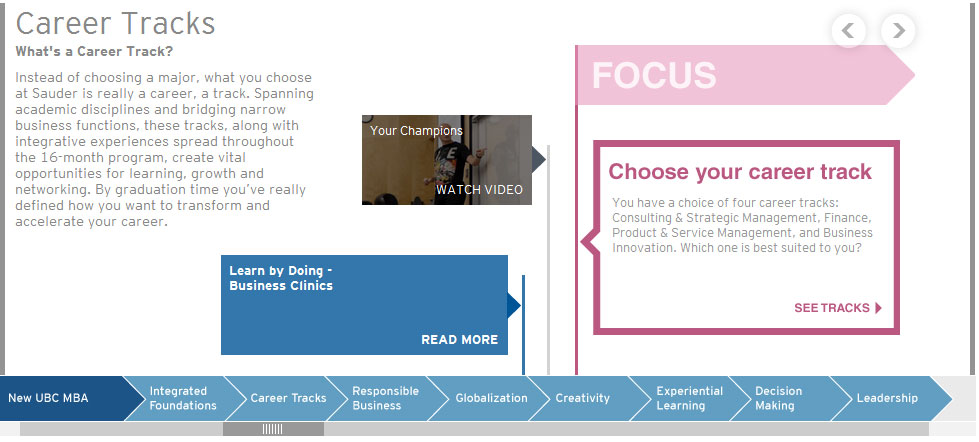 Career Tracks
What's a Career Track?
Instead of choosing a major, what you choose
at Sauder is really a career, a track. Spanning
academic disciplines and bridging narrow
business functions, these tracks, along with
integrative experiences spread throughout
the 16-month program, create vital
opportunities for learning, growth and
networking. By graduation time you've really
defined how you want to transform and
accelerate your career.
Your Champions
WATCH VIDEO
Learn by Doing -
Business Clinics
READ MORE
FOCUS
Choose your career track
You have a choice of four career tracks:
Consulting & Strategic Management, Finance,
Product & Service Management, and Business
Innovation. Which one is best suited to you?
SEE TRACKS
New UBC MBA
Integrated
Foundations
Career Tracks
Responsible
Business
Globalization
Creativity
Experiential
Learning
Decision
Making
Leadership